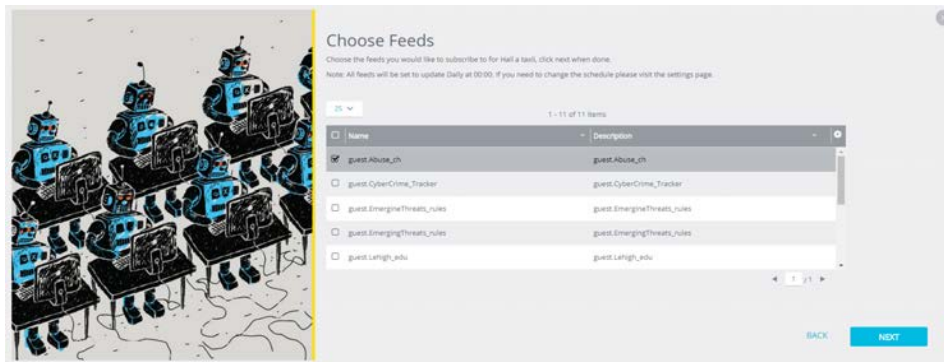 Choose Feeds
Choose the feeds you would like to subscribe to for Hail a taxii, click next when done.
Note: All feeds will be set to update Daily at 00:00. If you need to change the schedule please visit the settings page.
25
1 - 11 of 11 Items
Name Description
guest.Abuse_ch guest.Abuse_ch
guest.CyberCrime_Tracker guest.CyberCrime_Tracker
guest.EmergineThreats_rules guest.EmergineThreats_rules
guest.EmergingThreats_rules guest.EmergingThreats_rules
guest.Lehigh_edu guest.Lehigh_edu
1 / 1
BACK NEXT